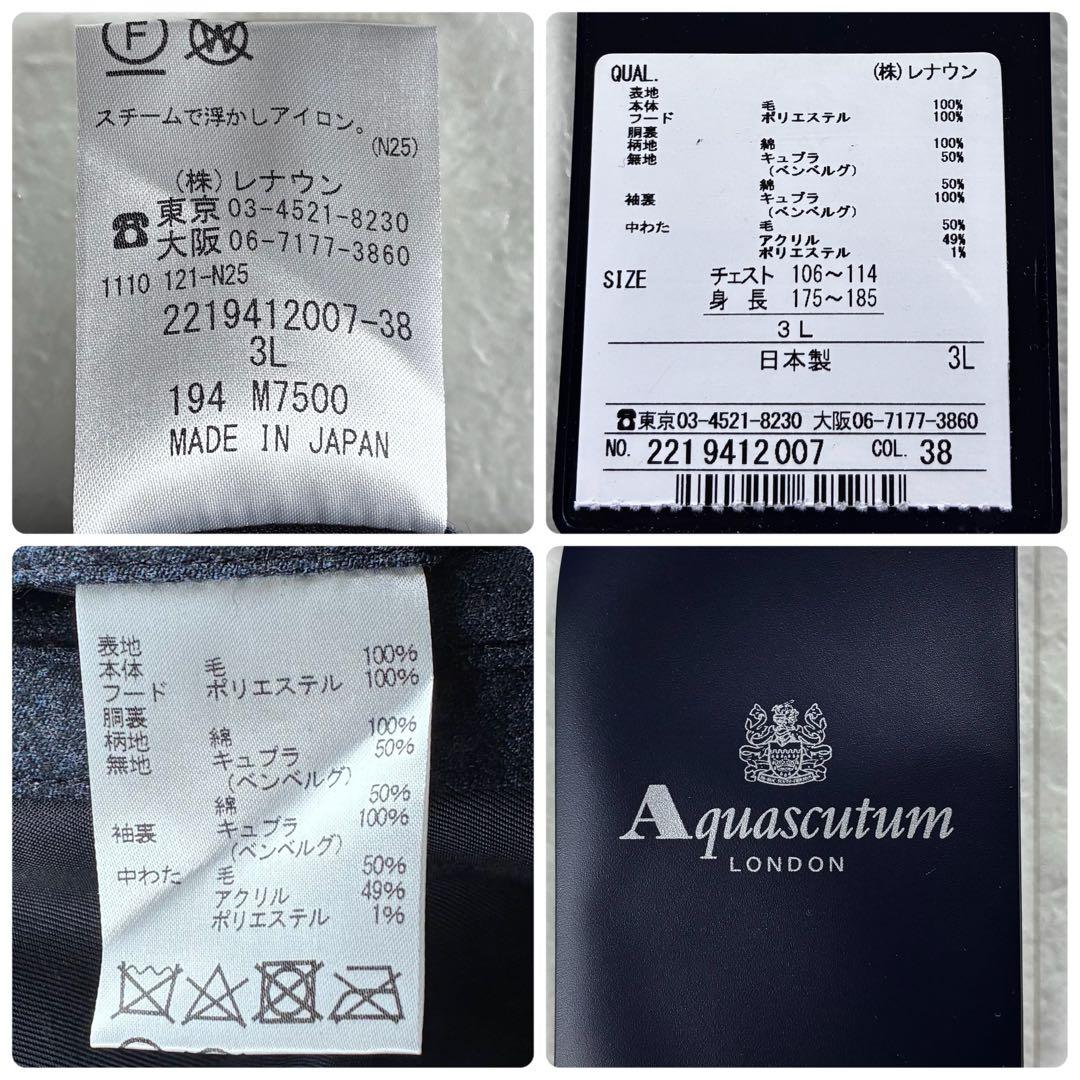 F
W
スチームで浮かしアイロン。
(N25)
(株)レナウン
☎東京 03-4521-8230
大阪 06-7177-3860
1110 121-N25
2219412007-38
3L
194 M7500
MADE IN JAPAN
QUAL. (株)レナウン
表地
本体 毛 100%
フード ポリエステル 100%
胴裏
柄地 綿 100%
無地 キュプラ 50%
(ベンベルグ)
綿 50%
袖裏 キュプラ 100%
(ベンベルグ)
中わた 毛 50%
アクリル 49%
ポリエステル 1%
SIZE チェスト 106~114
身長 175~185
3L
日本製 3L
☎東京03-4521-8230 大阪06-7177-3860
NO. 2219412007 COL. 38
表地
本体 毛 100%
フード ポリエステル 100%
胴裏
柄地 綿 100%
無地 キュプラ 50%
(ベンベルグ)
綿 50%
袖裏 キュプラ 100%
(ベンベルグ)
中わた 毛 50%
アクリル 49%
ポリエステル 1%
Aquascutum
LONDON